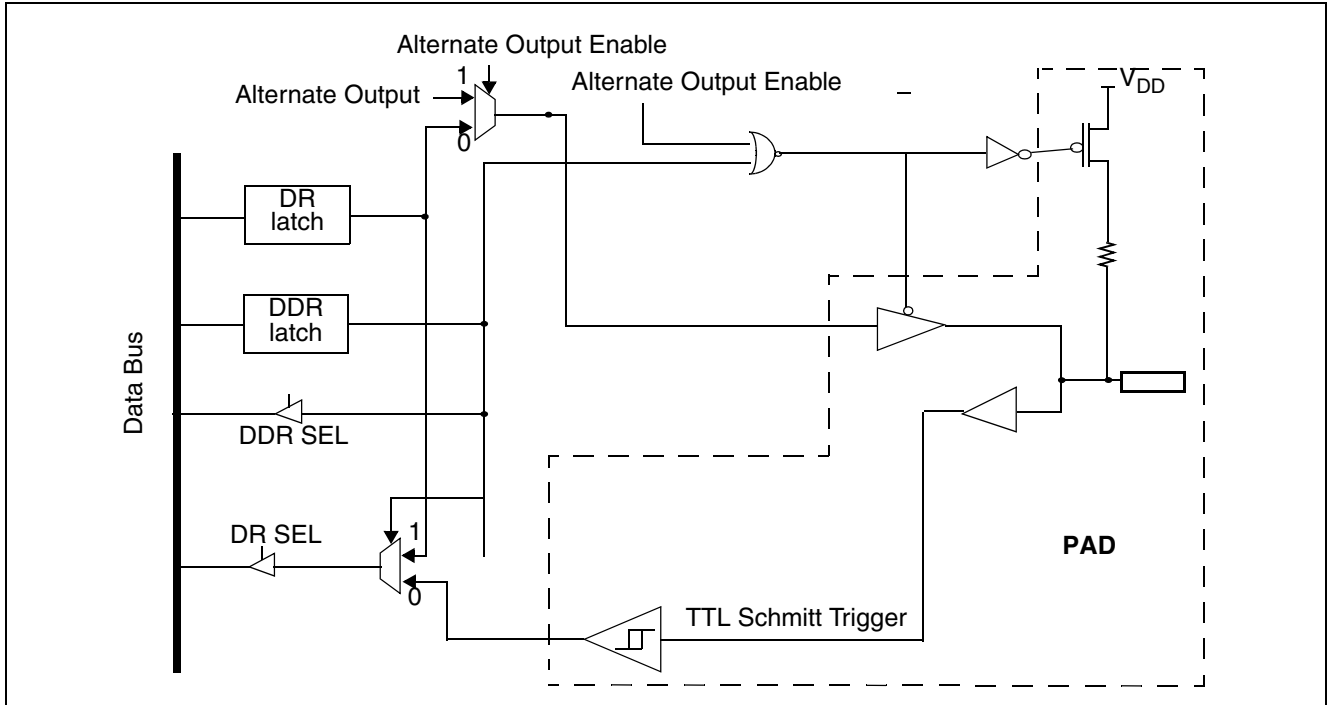 Alternate Output Enable
1
Alternate Output
0
Alternate Output Enable
VDD
DR
latch
DDR
latch
Data Bus
DDR SEL
DR SEL
1
0
PAD
TTL Schmitt Trigger